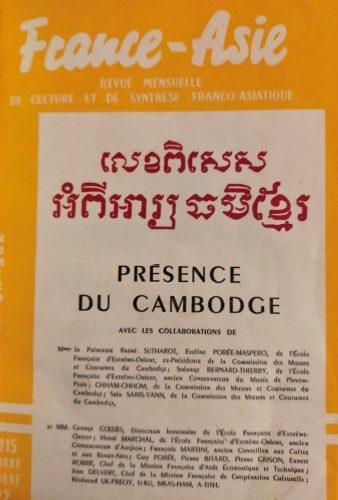 France-Asie
REVUE MENSUELLE
DE CULTURE ET DE SYNTHÈSE FRANCO-ASIATIQUE
លេខពិសេស
អំពីអារ្យធម៌ខ្មែរ
PRÉSENCE
DU CAMBODGE
AVEC LES COLLABORATIONS DE
Mmes la Princesse Rasmi SUTHAROT, Eveline PORÉE-MASPERO, de l'École
Française d'Extrême-Orient, ex-Présidente de la Commission des Mœurs
et Coutumes du Cambodge; Solange BERNARD-THIERRY, de l'École
Française d'Extrême-Orient, ancien Conservateur du Musée de Phnom-
Penh; CHHAM-CHHOM, de la Commission des Mœurs et Coutumes du
Cambodge; Sain SARIS-YANN, de la Commission des Mœurs et Coutumes
du Cambodge,
et MM. George CŒDÈS, Directeur honoraire de l'École Française d'Extrême-
Orient; Henri MARCHAL, de l'École Française d'Extrême-Orient, ancien
Conservateur d'Angkor; François MARTINI, ancien Conseiller aux Cultes
et aux Beaux-Arts; Guy PORÉE, Pierre BITARD, Pierre GRISON, Ernest
ROBBE, Chef de la Mission Française d'Aide Économique et Technique;
Jean DELVERT, Chef de la Mission Française de Coopération Culturelle;
Révérend UK-PREOY, U-KU, MEAS-HAM, A-TITH,
115